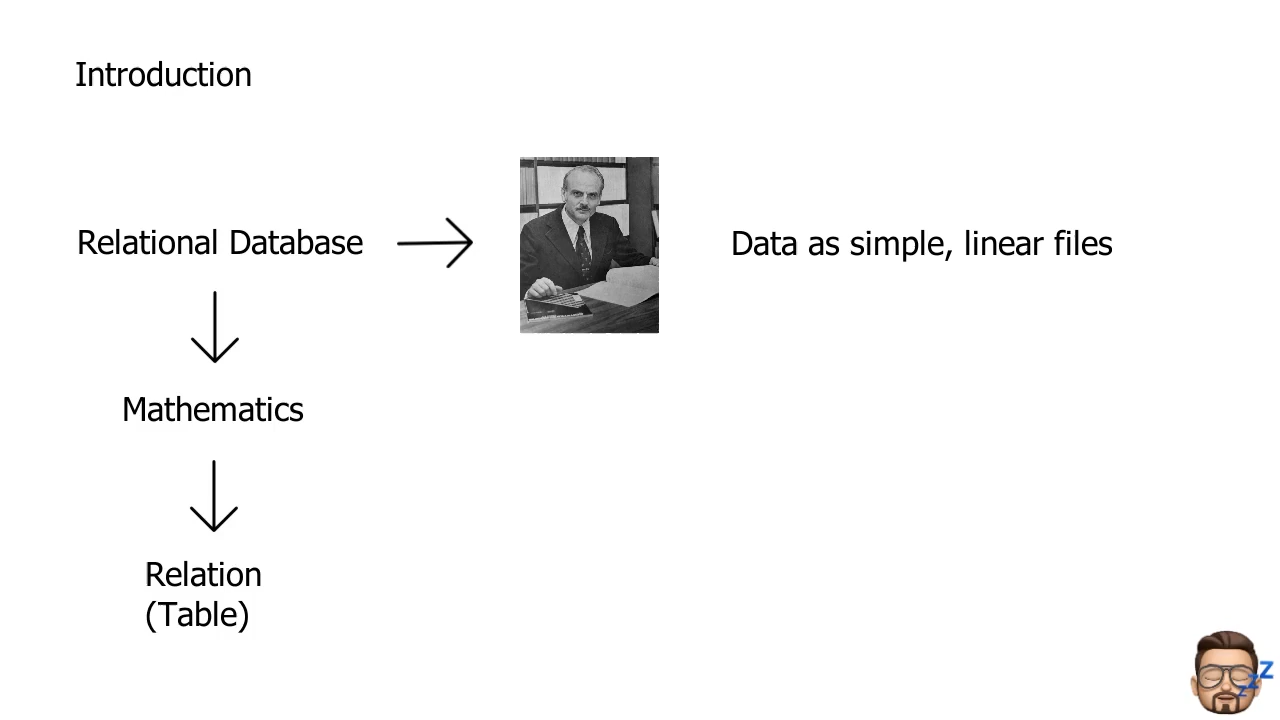 Introduction
Relational Database
Data as simple, linear files
Mathematics
Relation
(Table)